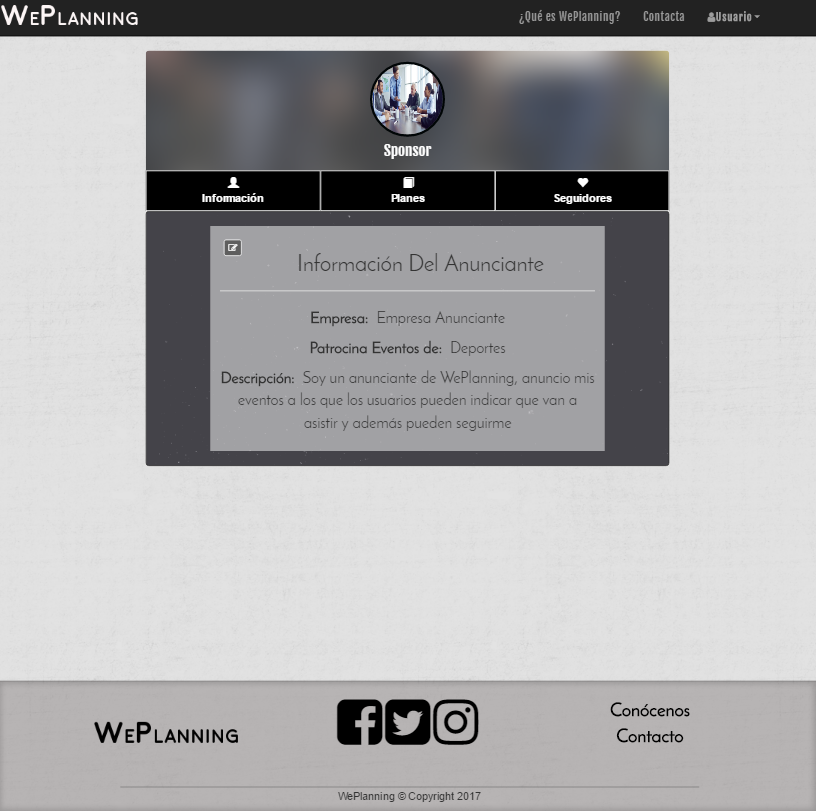 WePlanning
¿Qué es WePlanning? Contacta Usuario
Sponsor
Información Planes Seguidores
Información Del Anunciante
Empresa: Empresa Anunciante
Patrocina Eventos de: Deportes
Descripción: Soy un anunciante de WePlanning, anuncio mis
eventos a los que los usuarios pueden indicar que van a
asistir y además pueden seguirme
WePlanning
Conócenos
Contacto
WePlanning © Copyright 2017